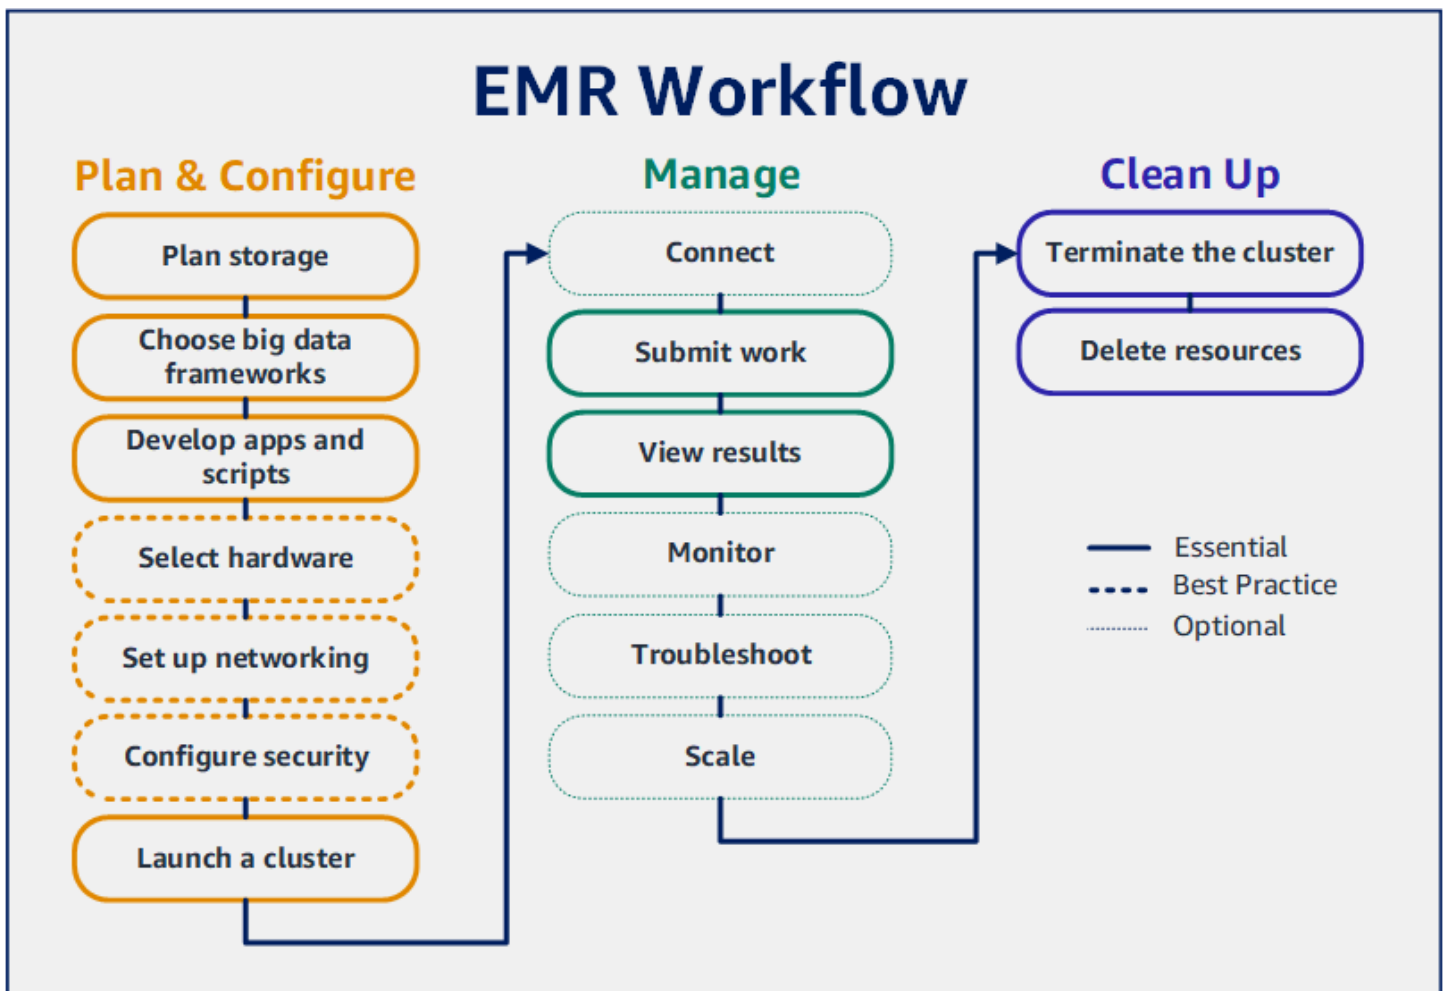 EMR Workflow
Plan & Configure
Plan storage
Choose big data
frameworks
Develop apps and
scripts
Select hardware
Set up networking
Configure security
Launch a cluster
Manage
Connect
Submit work
View results
Monitor
Troubleshoot
Scale
Clean Up
Terminate the cluster
Delete resources
Essential
Best Practice
Optional